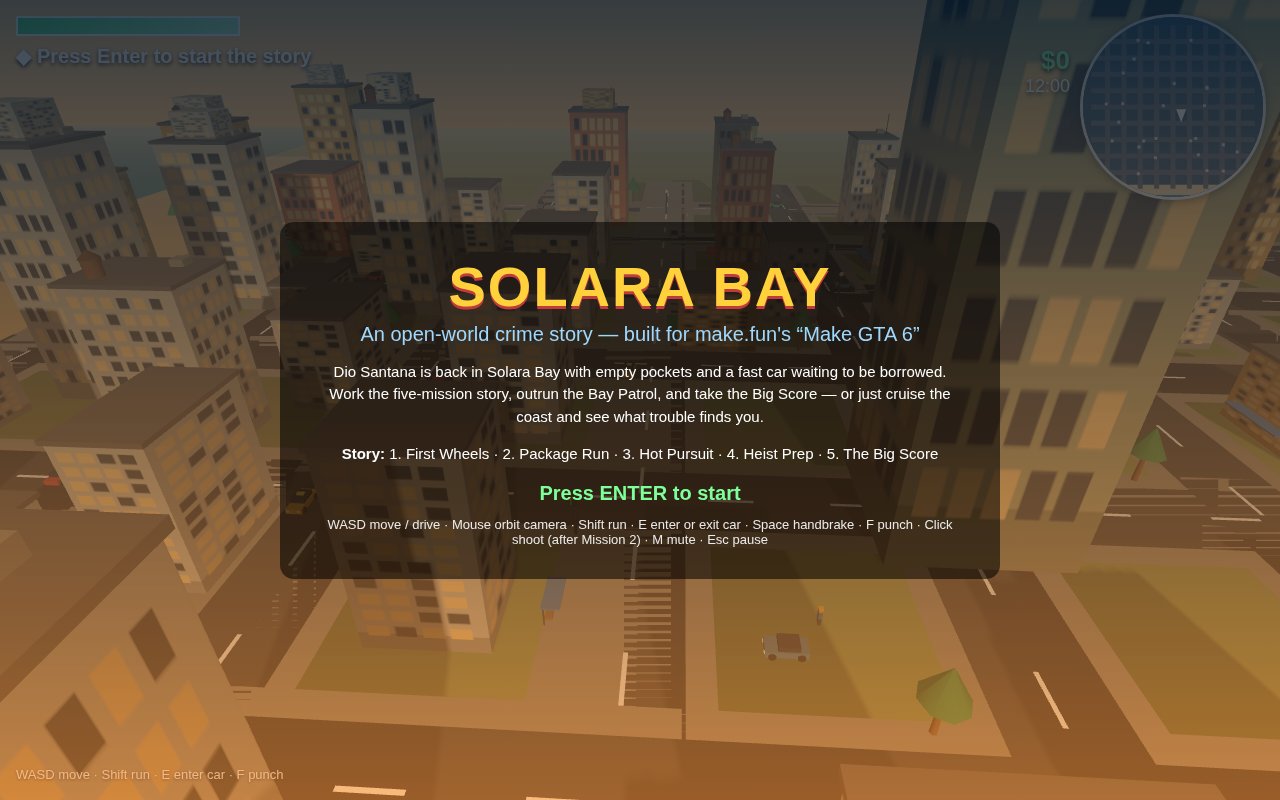 ◆ Press Enter to start the story
$0
12:00
SOLARA BAY
An open-world crime story — built for make.fun's “Make GTA 6”
Dio Santana is back in Solara Bay with empty pockets and a fast car waiting to be borrowed.
Work the five-mission story, outrun the Bay Patrol, and take the Big Score — or just cruise the
coast and see what trouble finds you.
Story: 1. First Wheels · 2. Package Run · 3. Hot Pursuit · 4. Heist Prep · 5. The Big Score
Press ENTER to start
WASD move / drive · Mouse orbit camera · Shift run · E enter or exit car · Space handbrake · F punch · Click
shoot (after Mission 2) · M mute · Esc pause
WASD move · Shift run · E enter car · F punch